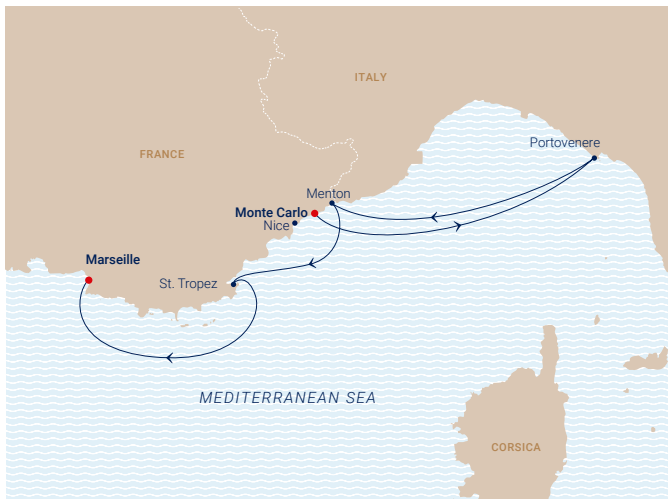 ITALY
Portovenere
FRANCE
Menton
Monte Carlo
Nice
Marseille
St. Tropez
MEDITERRANEAN SEA
CORSICA